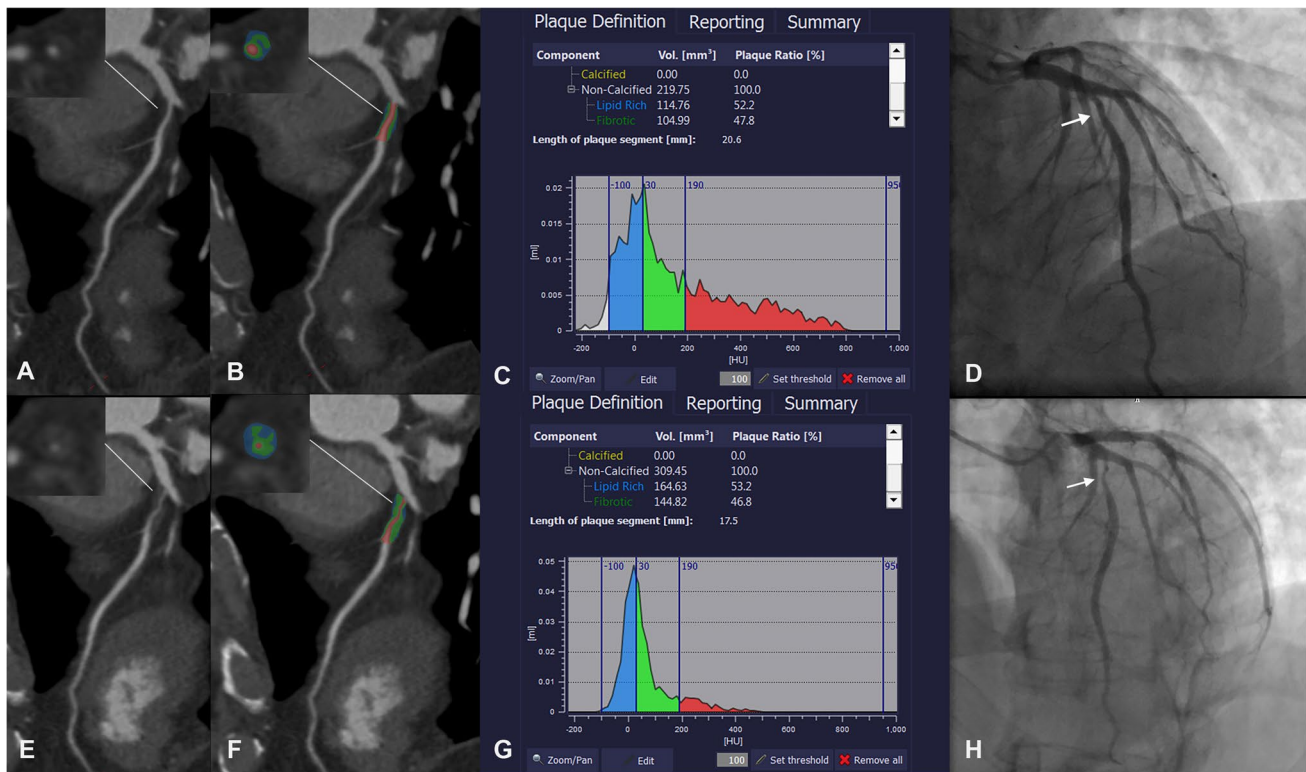 Plaque Definition Reporting Summary
Component Vol. [mm³] Plaque Ratio [%]
Calcified 0.00 0.0
Non-Calcified 219.75 100.0
Lipid Rich 114.76 52.2
Fibrotic 104.99 47.8
Length of plaque segment [mm]: 20.6
-100 30 190 950
0.02
0.015
0.01
0.005
0
[ml]
-200 0 200 400 600 800 1,000
[HU]
Zoom/Pan Edit 100 Set threshold Remove all
A
B
C
D
Plaque Definition Reporting Summary
Component Vol. [mm³] Plaque Ratio [%]
Calcified 0.00 0.0
Non-Calcified 309.45 100.0
Lipid Rich 164.63 53.2
Fibrotic 144.82 46.8
Length of plaque segment [mm]: 17.5
-100 30 190 950
0.05
0.04
0.03
0.02
0.01
0
[ml]
-200 0 200 400 600 800 1,000
[HU]
Zoom/Pan Edit 100 Set threshold Remove all
E
F
G
H